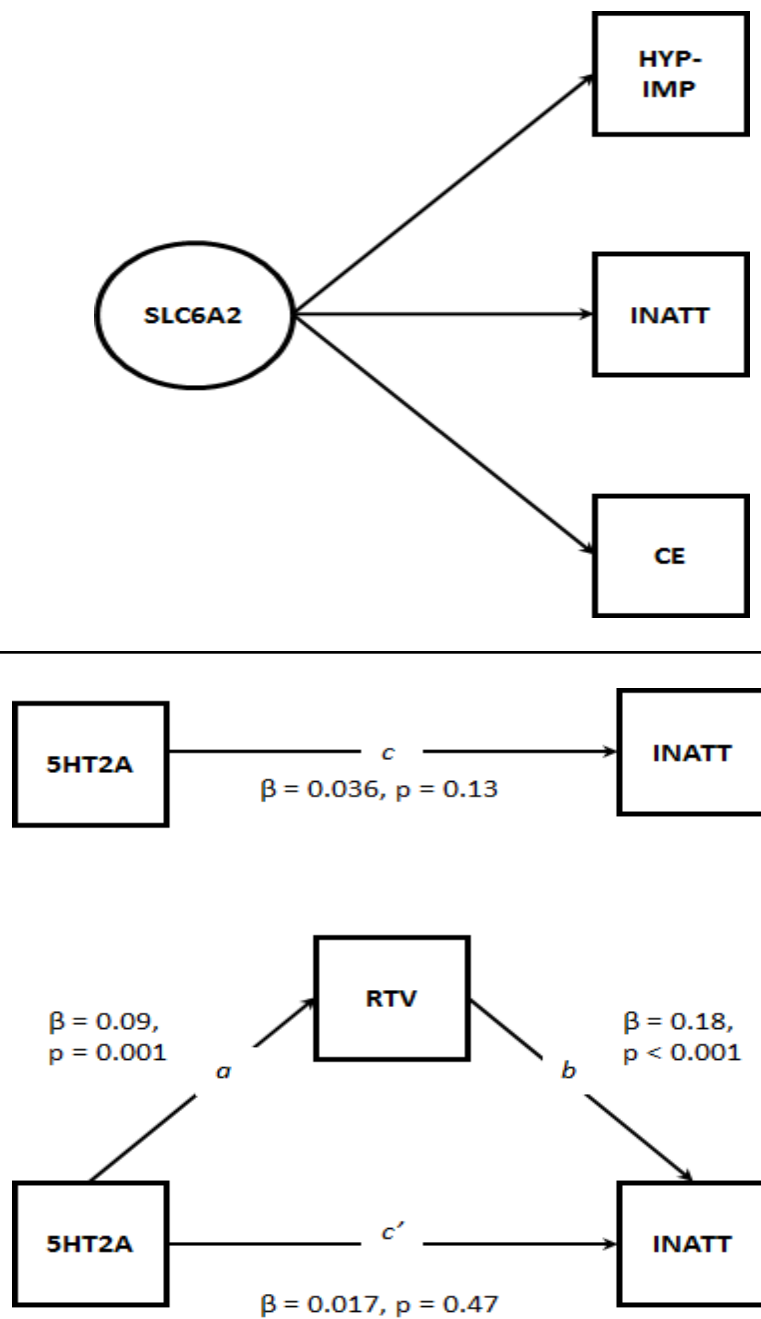 HYP-
IMP
SLC6A2
INATT
CE
5HT2A
c
INATT
β = 0.036, p = 0.13
RTV
β = 0.09,
p = 0.001
a
β = 0.18,
p < 0.001
b
5HT2A
c′
INATT
β = 0.017, p = 0.47